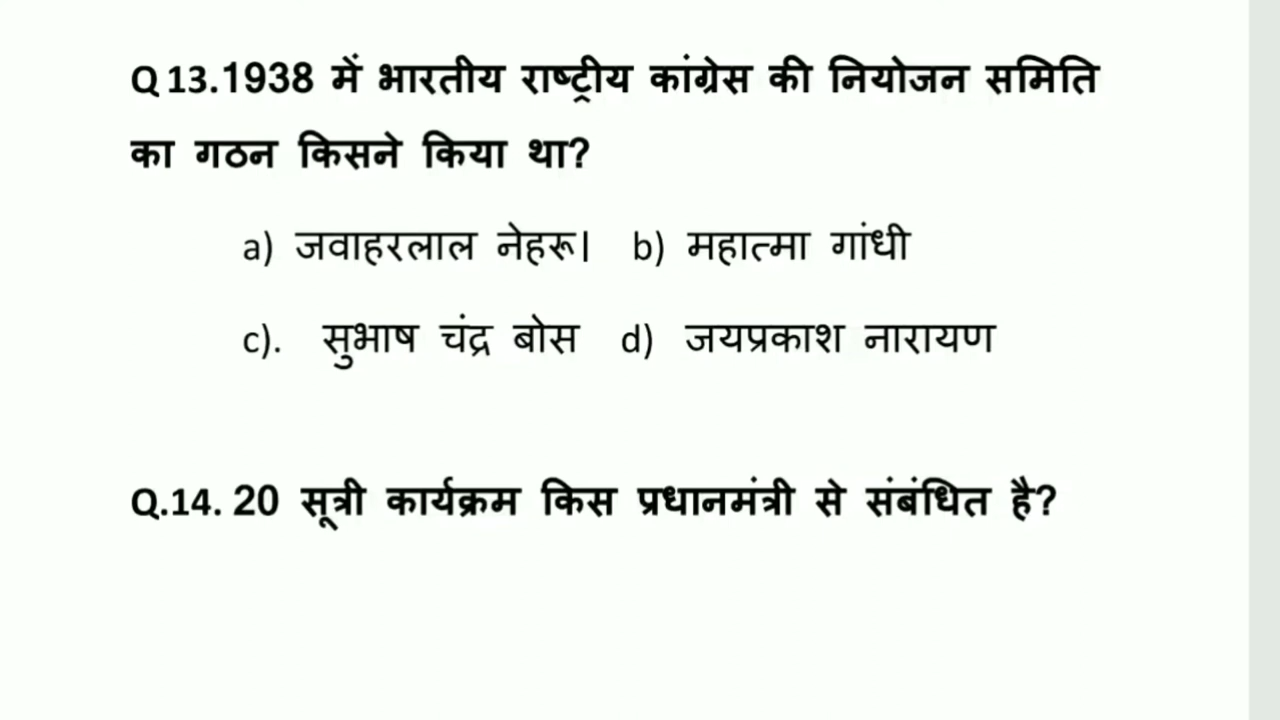 Q 13.1938 में भारतीय राष्ट्रीय कांग्रेस की नियोजन समिति
का गठन किसने किया था?
a) जवाहरलाल नेहरू। b) महात्मा गांधी
c). सुभाष चंद्र बोस d) जयप्रकाश नारायण
Q.14. 20 सूत्री कार्यक्रम किस प्रधानमंत्री से संबंधित है?